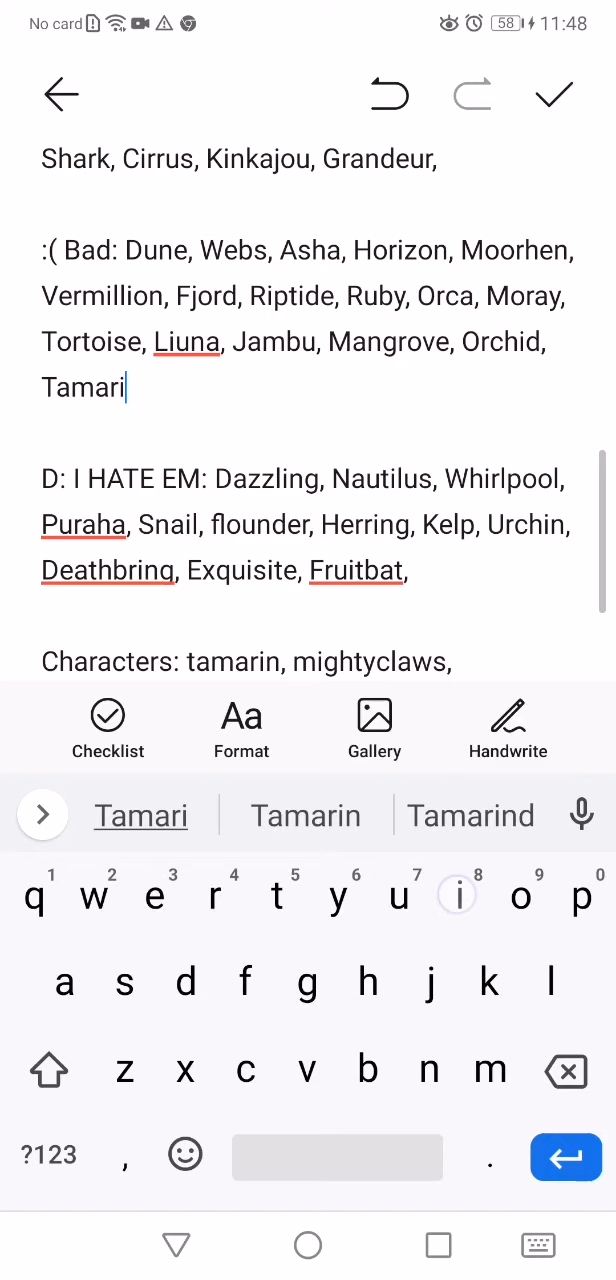 No card 58 11:48
Shark, Cirrus, Kinkajou, Grandeur,
:( Bad: Dune, Webs, Asha, Horizon, Moorhen,
Vermillion, Fjord, Riptide, Ruby, Orca, Moray,
Tortoise, Liuna, Jambu, Mangrove, Orchid,
Tamari
D: I HATE EM: Dazzling, Nautilus, Whirlpool,
Puraha, Snail, flounder, Herring, Kelp, Urchin,
Deathbring, Exquisite, Fruitbat,
Characters: tamarin, mightyclaws,
Checklist Aa Format Gallery Handwrite
Tamari Tamarin Tamarind
1 2 3 4 5 6 7 8 9 0
q w e r t y u i o p
a s d f g h j k l
z x c v b n m
?123 , .